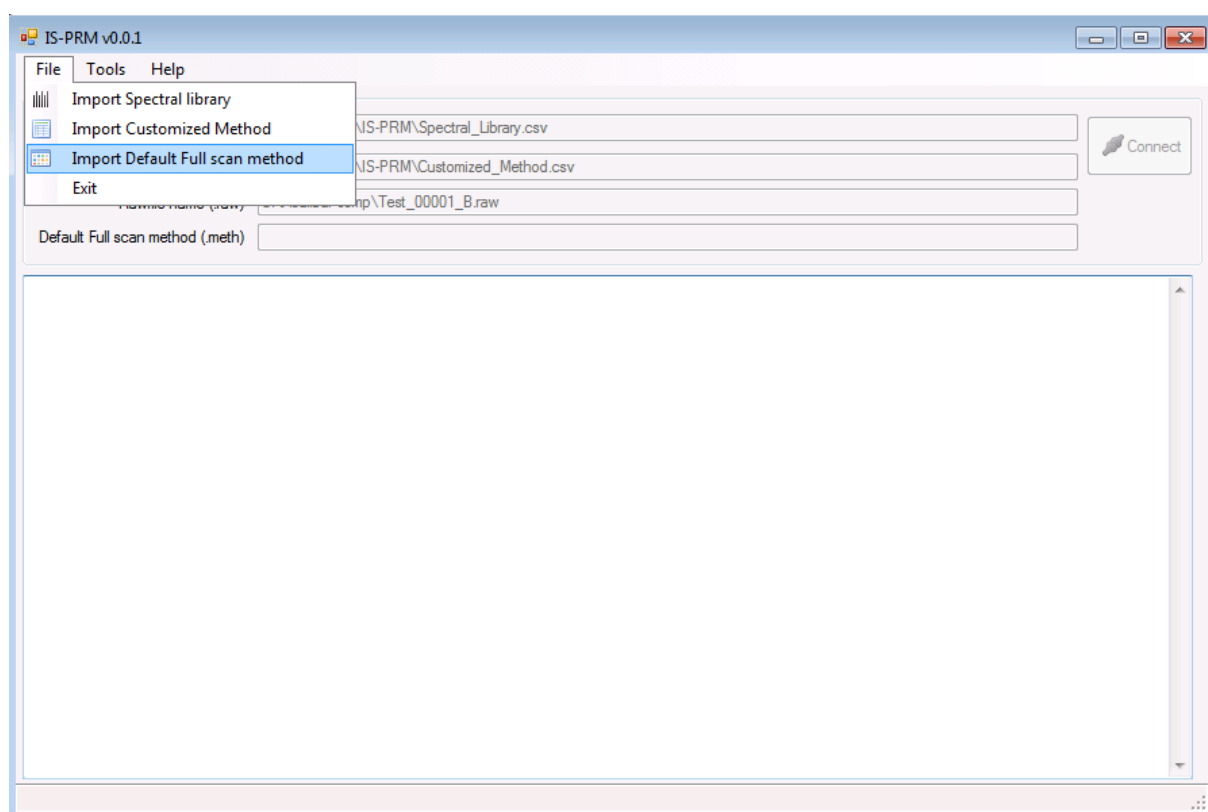 IS-PRM v0.0.1
File Tools Help
Import Spectral library
\IS-PRM\Spectral_Library.csv
Connect
Import Customized Method
\IS-PRM\Customized_Method.csv
Import Default Full scan method
Exit
\Test_00001_B.raw
Default Full scan method (.meth)